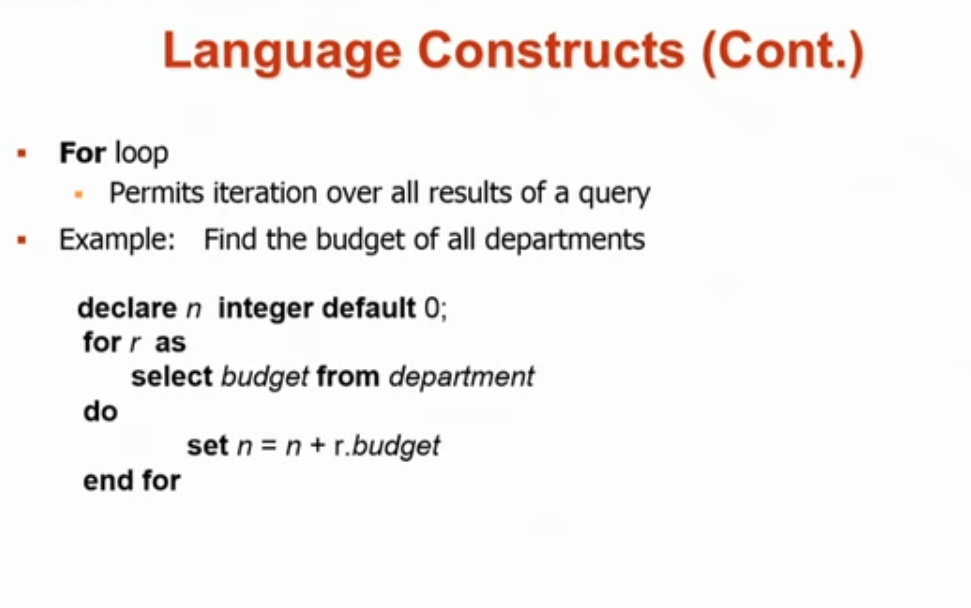 Language Constructs (Cont.)
▪ For loop
▪ Permits iteration over all results of a query
▪ Example: Find the budget of all departments
declare n integer default 0;
for r as
select budget from department
do
set n = n + r.budget
end for